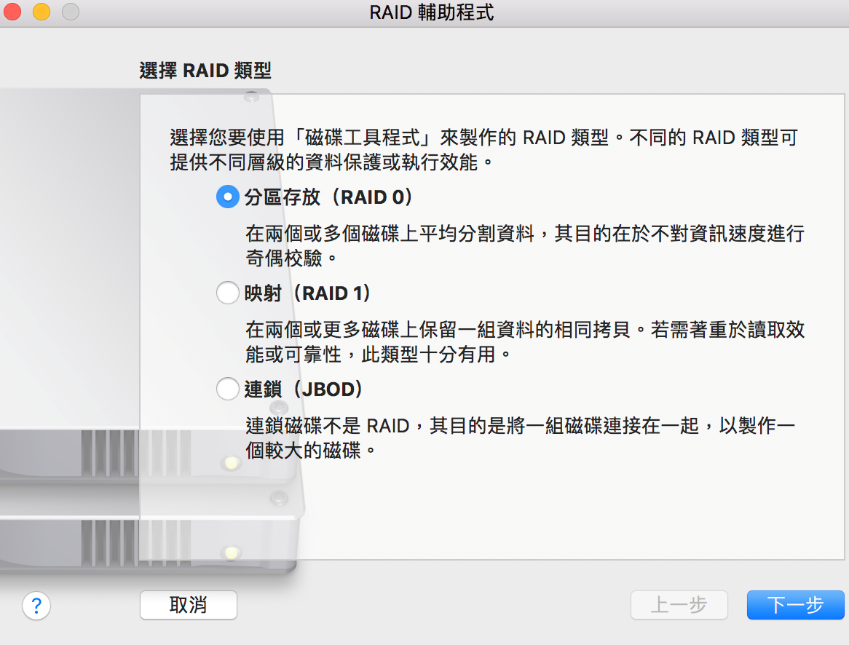 RAID 輔助程式
選擇 RAID 類型
選擇您要使用「磁碟工具程式」來製作的 RAID 類型。不同的 RAID 類型可
提供不同層級的資料保護或執行效能。
分區存放（RAID 0）
在兩個或多個磁碟上平均分割資料，其目的在於不對資訊速度進行
奇偶校驗。
映射（RAID 1）
在兩個或更多磁碟上保留一組資料的相同拷貝。若需著重於讀取效
能或可靠性，此類型十分有用。
連鎖（JBOD）
連鎖磁碟不是 RAID，其目的是將一組磁碟連接在一起，以製作一
個較大的磁碟。
?
取消
上一步
下一步